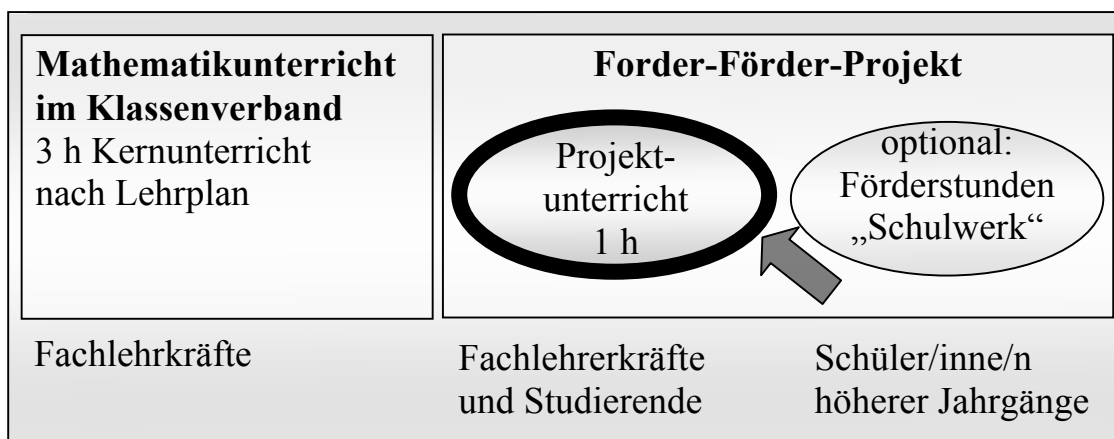 Mathematikunterricht
im Klassenverband
3 h Kernunterricht
nach Lehrplan
Forder-Förder-Projekt
Projekt-
unterricht
1 h
optional:
Förderstunden
„Schulwerk“
Fachlehrkräfte
Fachlehrerkräfte
und Studierende
Schüler/inne/n
höherer Jahrgänge